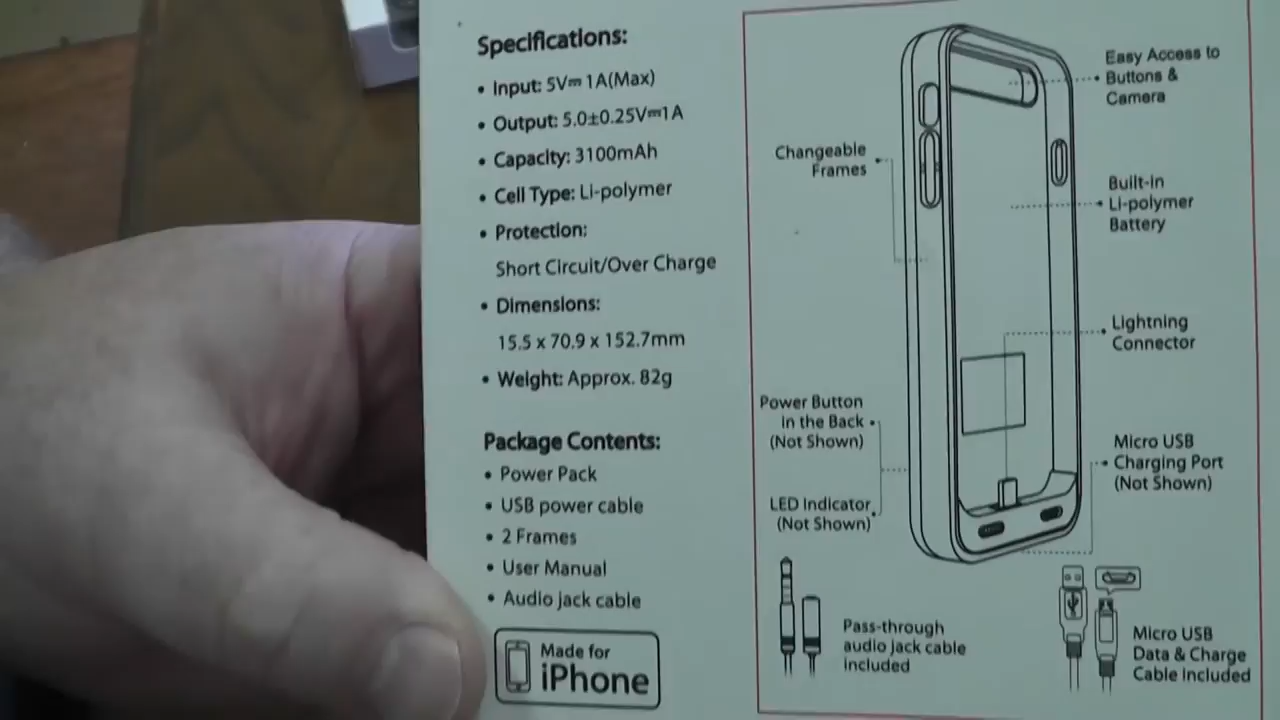 Specifications:
• Input: 5V⎓1A(Max)
• Output: 5.0±0.25V⎓1A
• Capacity: 3100mAh
• Cell Type: Li-polymer
• Protection:
Short Circuit/Over Charge
• Dimensions:
15.5 x 70.9 x 152.7mm
• Weight: Approx. 82g
Package Contents:
• Power Pack
• USB power cable
• 2 Frames
• User Manual
• Audio jack cable
Made for
iPhone
Changeable
Frames
Power Button
in the Back
(Not Shown)
LED Indicator
(Not Shown)
Easy Access to
Buttons &
Camera
Built-in
Li-polymer
Battery
Lightning
Connector
Micro USB
Charging Port
(Not Shown)
Pass-through
audio jack cable
included
Micro USB
Data & Charge
Cable Included